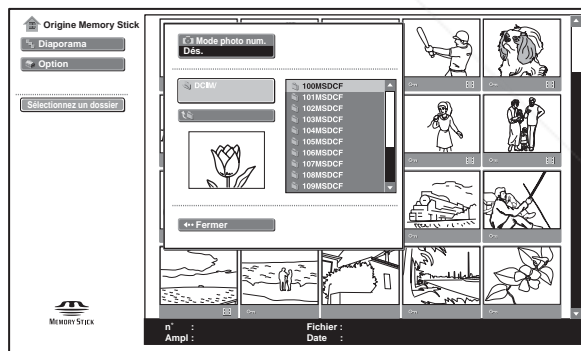 Origine Memory Stick
Diaporama
Option
Sélectionnez un dossier
MEMORY STICK
Mode photo num.
Dés.
100MSDCF
101MSDCF
102MSDCF
103MSDCF
104MSDCF
105MSDCF
106MSDCF
107MSDCF
108MSDCF
109MSDCF
Fermer
n° :
Fichier :
Ampl :
Date :